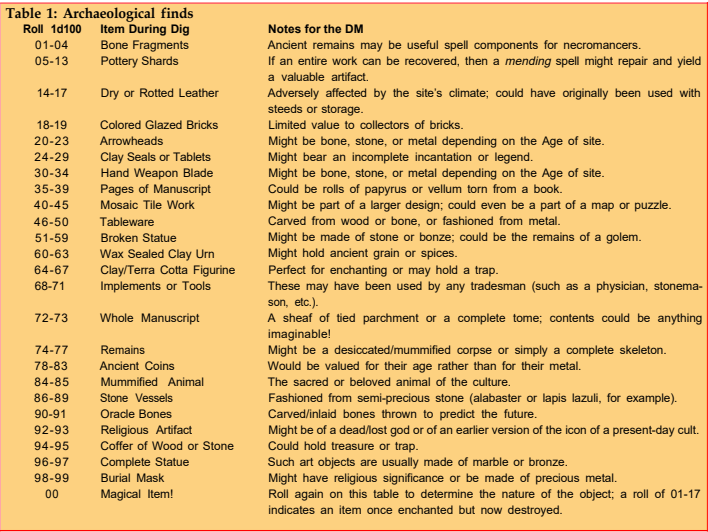 Table 1: Archaeological finds
Roll 1d100 Item During Dig Notes for the DM
01-04 Bone Fragments Ancient remains may be useful spell components for necromancers.
05-13 Pottery Shards If an entire work can be recovered, then a mending spell might repair and yield
a valuable artifact.
14-17 Dry or Rotted Leather Adversely affected by the site's climate; could have originally been used with
steeds or storage.
18-19 Colored Glazed Bricks Limited value to collectors of bricks.
20-23 Arrowheads Might be bone, stone, or metal depending on the Age of site.
24-29 Clay Seals or Tablets Might bear an incomplete incantation or legend.
30-34 Hand Weapon Blade Might be bone, stone, or metal depending on the Age of site.
35-39 Pages of Manuscript Could be rolls of papyrus or vellum torn from a book.
40-45 Mosaic Tile Work Might be part of a larger design; could even be a part of a map or puzzle.
46-50 Tableware Carved from wood or bone, or fashioned from metal.
51-59 Broken Statue Might be made of stone or bonze; could be the remains of a golem.
60-63 Wax Sealed Clay Urn Might hold ancient grain or spices.
64-67 Clay/Terra Cotta Figurine Perfect for enchanting or may hold a trap.
68-71 Implements or Tools These may have been used by any tradesman (such as a physician, stonema-
son, etc.).
72-73 Whole Manuscript A sheaf of tied parchment or a complete tome; contents could be anything
imaginable!
74-77 Remains Might be a desiccated/mummified corpse or simply a complete skeleton.
78-83 Ancient Coins Would be valued for their age rather than for their metal.
84-85 Mummified Animal The sacred or beloved animal of the culture.
86-89 Stone Vessels Fashioned from semi-precious stone (alabaster or lapis lazuli, for example).
90-91 Oracle Bones Carved/inlaid bones thrown to predict the future.
92-93 Religious Artifact Might be of a dead/lost god or of an earlier version of the icon of a present-day cult.
94-95 Coffer of Wood or Stone Could hold treasure or trap.
96-97 Complete Statue Such art objects are usually made of marble or bronze.
98-99 Burial Mask Might have religious significance or be made of precious metal.
00 Magical Item! Roll again on this table to determine the nature of the object; a roll of 01-17
indicates an item once enchanted but now destroyed.